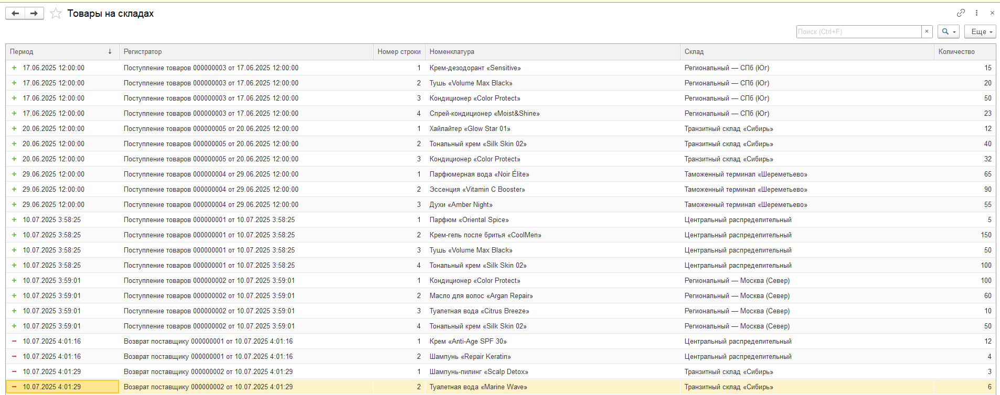 Товары на складах
Поиск (Ctrl+F) × Еще
Период ↓ Регистратор Номер строки Номенклатура Склад Количество
+ 17.06.2025 12:00:00 Поступление товаров 000000003 от 17.06.2025 12:00:00 1 Крем-дезодорант «Sensitive» Региональный — СПб (Юг) 15
+ 17.06.2025 12:00:00 Поступление товаров 000000003 от 17.06.2025 12:00:00 2 Тушь «Volume Max Black» Региональный — СПб (Юг) 20
+ 17.06.2025 12:00:00 Поступление товаров 000000003 от 17.06.2025 12:00:00 3 Кондиционер «Color Protect» Региональный — СПб (Юг) 50
+ 17.06.2025 12:00:00 Поступление товаров 000000003 от 17.06.2025 12:00:00 4 Спрей-кондиционер «Moist&Shine» Региональный — СПб (Юг) 23
+ 20.06.2025 12:00:00 Поступление товаров 000000005 от 20.06.2025 12:00:00 1 Хайлайтер «Glow Star 01» Транзитный склад «Сибирь» 12
+ 20.06.2025 12:00:00 Поступление товаров 000000005 от 20.06.2025 12:00:00 2 Тональный крем «Silk Skin 02» Транзитный склад «Сибирь» 40
+ 20.06.2025 12:00:00 Поступление товаров 000000005 от 20.06.2025 12:00:00 3 Кондиционер «Color Protect» Транзитный склад «Сибирь» 32
+ 29.06.2025 12:00:00 Поступление товаров 000000004 от 29.06.2025 12:00:00 1 Парфюмерная вода «Noir Élite» Таможенный терминал «Шереметьево» 65
+ 29.06.2025 12:00:00 Поступление товаров 000000004 от 29.06.2025 12:00:00 2 Эссенция «Vitamin C Booster» Таможенный терминал «Шереметьево» 90
+ 29.06.2025 12:00:00 Поступление товаров 000000004 от 29.06.2025 12:00:00 3 Духи «Amber Night» Таможенный терминал «Шереметьево» 55
+ 10.07.2025 3:58:25 Поступление товаров 000000001 от 10.07.2025 3:58:25 1 Парфюм «Oriental Spice» Центральный распределительный 5
+ 10.07.2025 3:58:25 Поступление товаров 000000001 от 10.07.2025 3:58:25 2 Крем-гель после бритья «CoolMen» Центральный распределительный 150
+ 10.07.2025 3:58:25 Поступление товаров 000000001 от 10.07.2025 3:58:25 3 Тушь «Volume Max Black» Центральный распределительный 50
+ 10.07.2025 3:58:25 Поступление товаров 000000001 от 10.07.2025 3:58:25 4 Тональный крем «Silk Skin 02» Центральный распределительный 100
+ 10.07.2025 3:59:01 Поступление товаров 000000002 от 10.07.2025 3:59:01 1 Кондиционер «Color Protect» Региональный — Москва (Север) 100
+ 10.07.2025 3:59:01 Поступление товаров 000000002 от 10.07.2025 3:59:01 2 Масло для волос «Argan Repair» Региональный — Москва (Север) 60
+ 10.07.2025 3:59:01 Поступление товаров 000000002 от 10.07.2025 3:59:01 3 Туалетная вода «Citrus Breeze» Региональный — Москва (Север) 10
+ 10.07.2025 3:59:01 Поступление товаров 000000002 от 10.07.2025 3:59:01 4 Тональный крем «Silk Skin 02» Региональный — Москва (Север) 50
− 10.07.2025 4:01:16 Возврат поставщику 000000001 от 10.07.2025 4:01:16 1 Крем «Anti-Age SPF 30» Центральный распределительный 12
− 10.07.2025 4:01:16 Возврат поставщику 000000001 от 10.07.2025 4:01:16 2 Шампунь «Repair Keratin» Центральный распределительный 4
− 10.07.2025 4:01:29 Возврат поставщику 000000002 от 10.07.2025 4:01:29 1 Шампунь-пилинг «Scalp Detox» Транзитный склад «Сибирь» 3
− 10.07.2025 4:01:29 Возврат поставщику 000000002 от 10.07.2025 4:01:29 2 Туалетная вода «Marine Wave» Транзитный склад «Сибирь» 6